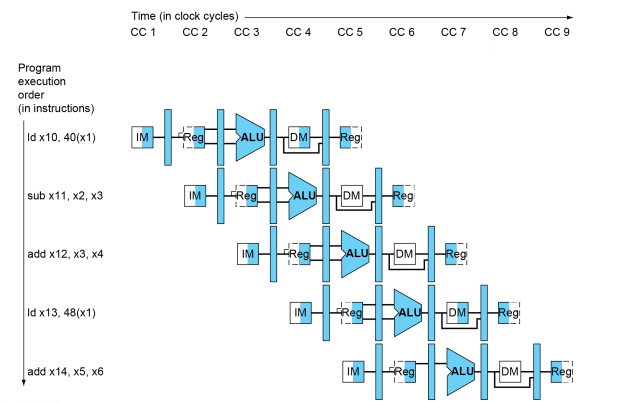 Time (in clock cycles)
CC 1 CC 2 CC 3 CC 4 CC 5 CC 6 CC 7 CC 8 CC 9
Program
execution
order
(in instructions)
ld x10, 40(x1)
IM Reg ALU DM Reg
sub x11, x2, x3
IM Reg ALU DM Reg
add x12, x3, x4
IM Reg ALU DM Reg
ld x13, 48(x1)
IM Reg ALU DM Reg
add x14, x5, x6
IM Reg ALU DM Reg